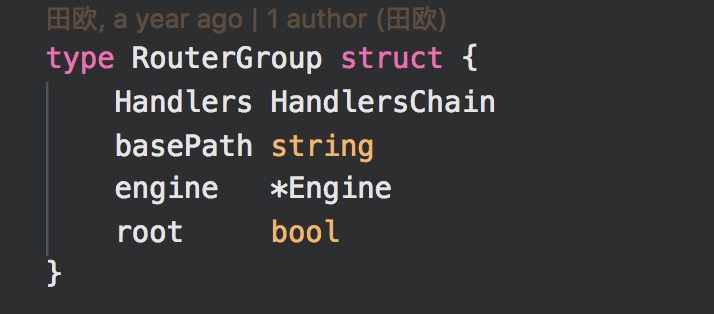 田欧, a year ago | 1 author (田欧)
type RouterGroup struct {
    Handlers HandlersChain
    basePath string
    engine   *Engine
    root     bool
}